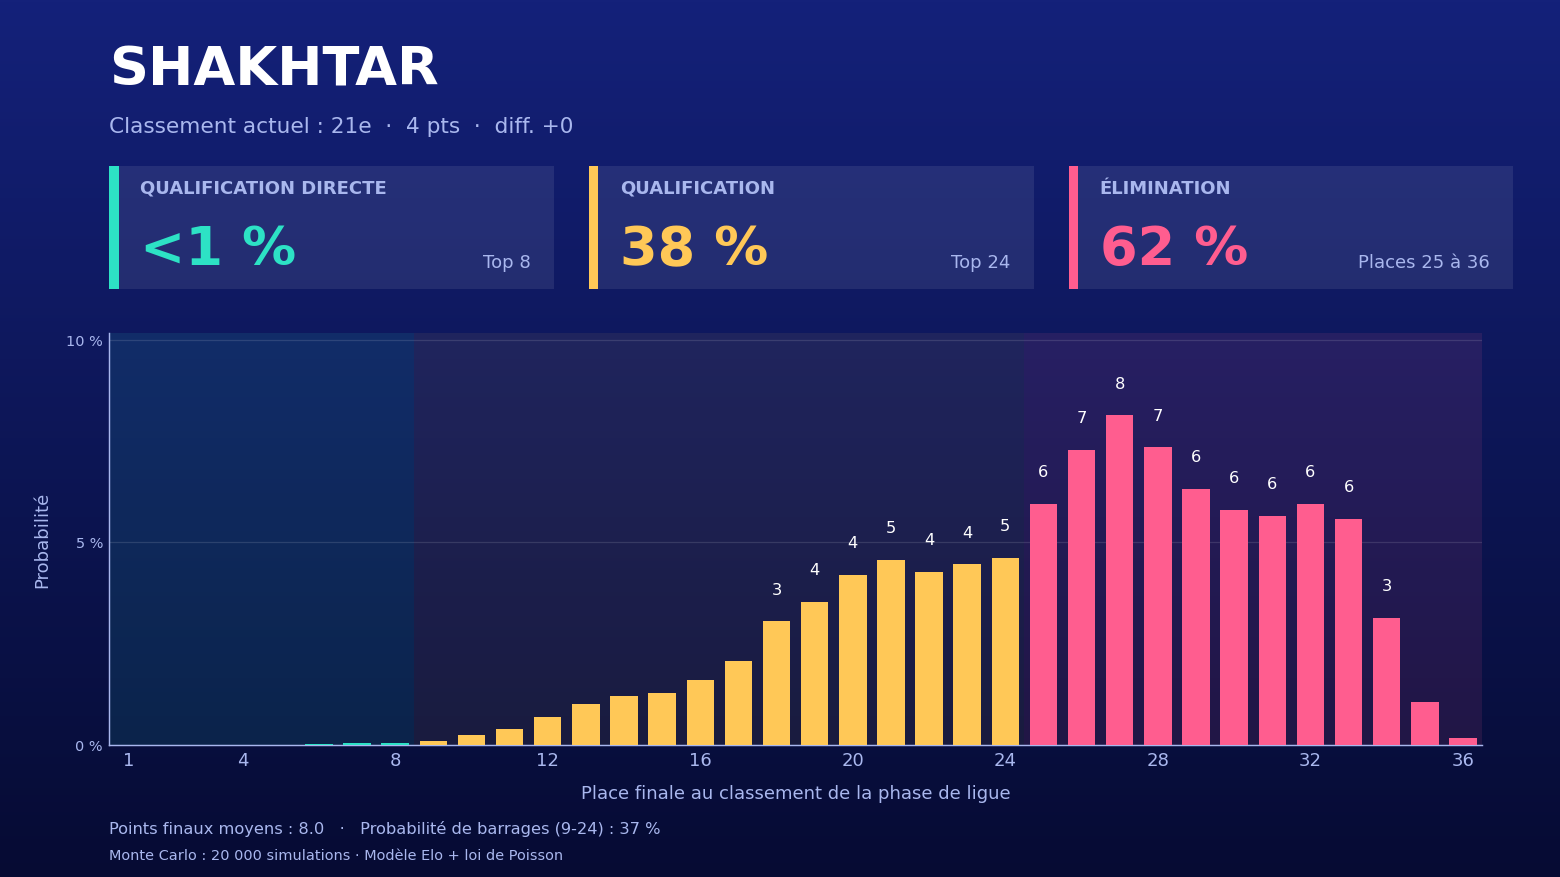 SHAKHTAR
Classement actuel : 21e · 4 pts · diff. +0
QUALIFICATION DIRECTE
<1 %
Top 8
QUALIFICATION
38 %
Top 24
ÉLIMINATION
62 %
Places 25 à 36
10 %
5 %
0 %
Probabilité
3
4
4
5
4
4
5
6
7
8
7
6
6
6
6
6
3
1
4
8
12
16
20
24
28
32
36
Place finale au classement de la phase de ligue
Points finaux moyens : 8.0 · Probabilité de barrages (9-24) : 37 %
Monte Carlo : 20 000 simulations · Modèle Elo + loi de Poisson